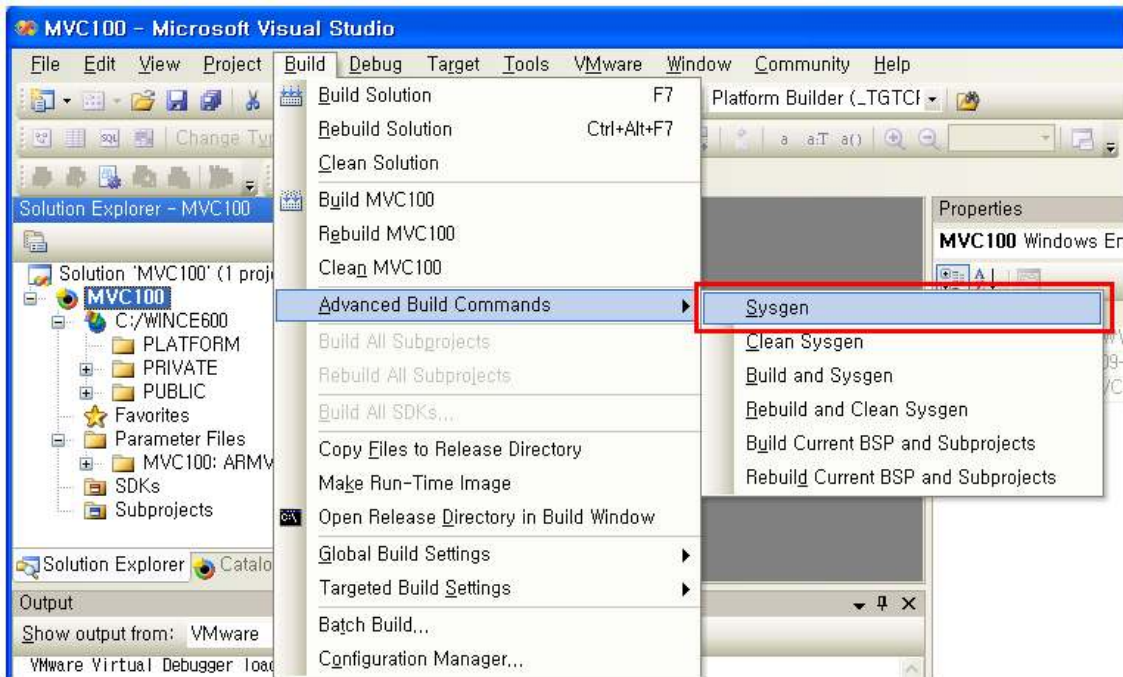 MVC100 - Microsoft Visual Studio
File Edit View Project Build Debug Target Tools VMware Window Community Help
Build Solution F7
Platform Builder (_TGTCF
Rebuild Solution Ctrl+Alt+F7
Change Ty
a a:T a()
Clean Solution
Solution Explorer - MVC100
Build MVC100
Properties
Rebuild MVC100
MVC100 Windows Em
Solution 'MVC100' (1 proj
Clean MVC100
MVC100
Advanced Build Commands
Sysgen
C:/WINCE600
PLATFORM
Build All Subprojects
Clean Sysgen
PRIVATE
Rebuild All Subprojects
Build and Sysgen
PUBLIC
Favorites
Build All SDKs...
Rebuild and Clean Sysgen
Parameter Files
Copy Files to Release Directory
Build Current BSP and Subprojects
MVC100: ARMV
Make Run-Time Image
Rebuild Current BSP and Subprojects
SDKs
Subprojects
Open Release Directory in Build Window
Solution Explorer Catalo
Global Build Settings
Targeted Build Settings
Output
Show output from: VMware
Batch Build...
VMware Virtual Debugger load
Configuration Manager...